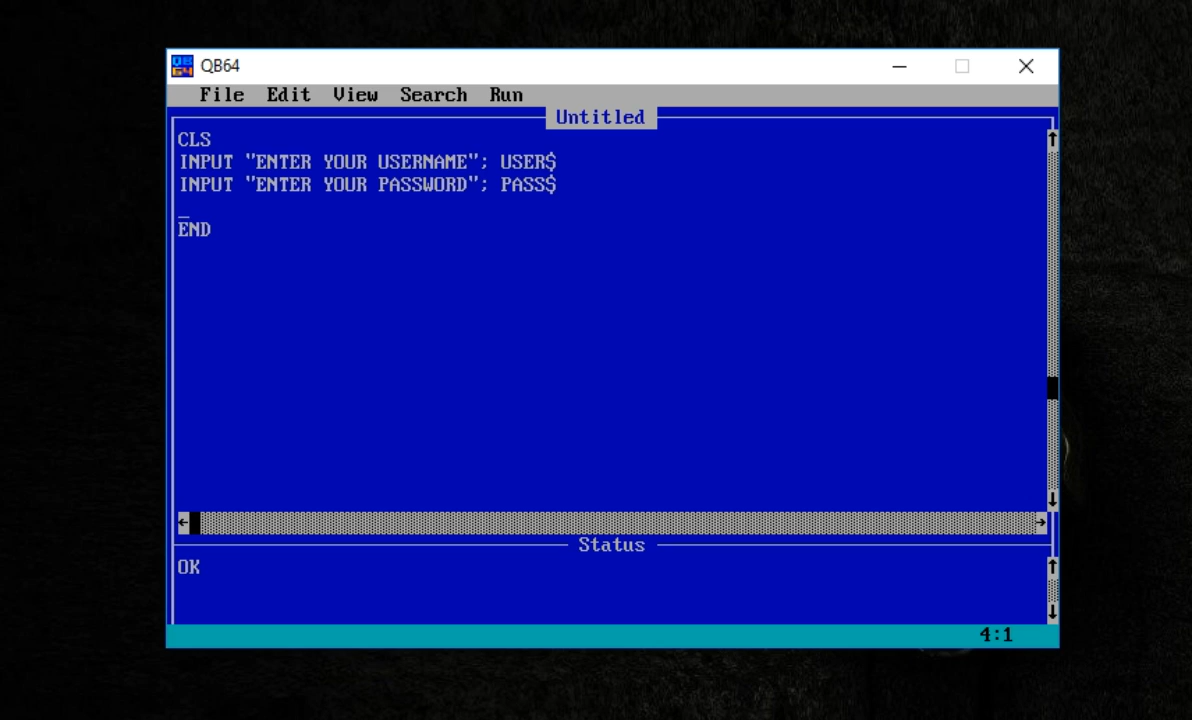 QB64
File Edit View Search Run
Untitled
CLS
INPUT "ENTER YOUR USERNAME"; USER$
INPUT "ENTER YOUR PASSWORD"; PASS$
_
END
Status
OK
4:1